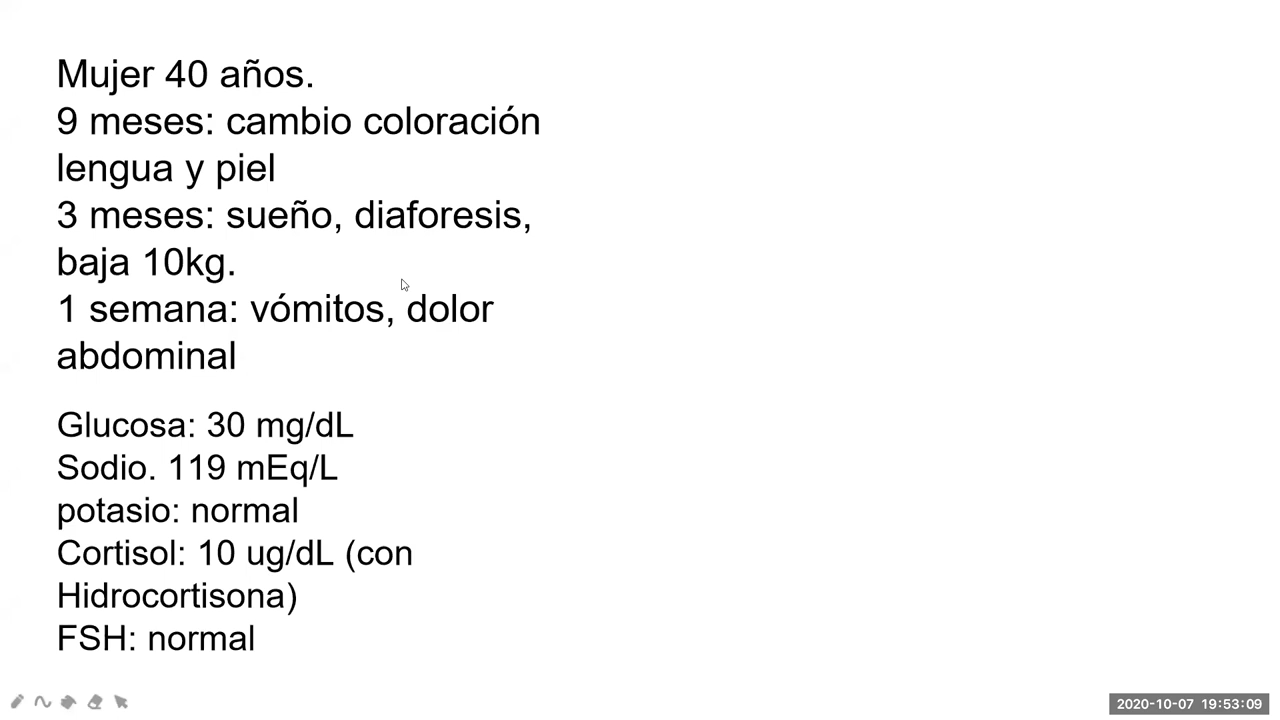 Mujer 40 años.
9 meses: cambio coloración
lengua y piel
3 meses: sueño, diaforesis,
baja 10kg.
1 semana: vómitos, dolor
abdominal
Glucosa: 30 mg/dL
Sodio. 119 mEq/L
potasio: normal
Cortisol: 10 ug/dL (con
Hidrocortisona)
FSH: normal
2020-10-07 19:53:09